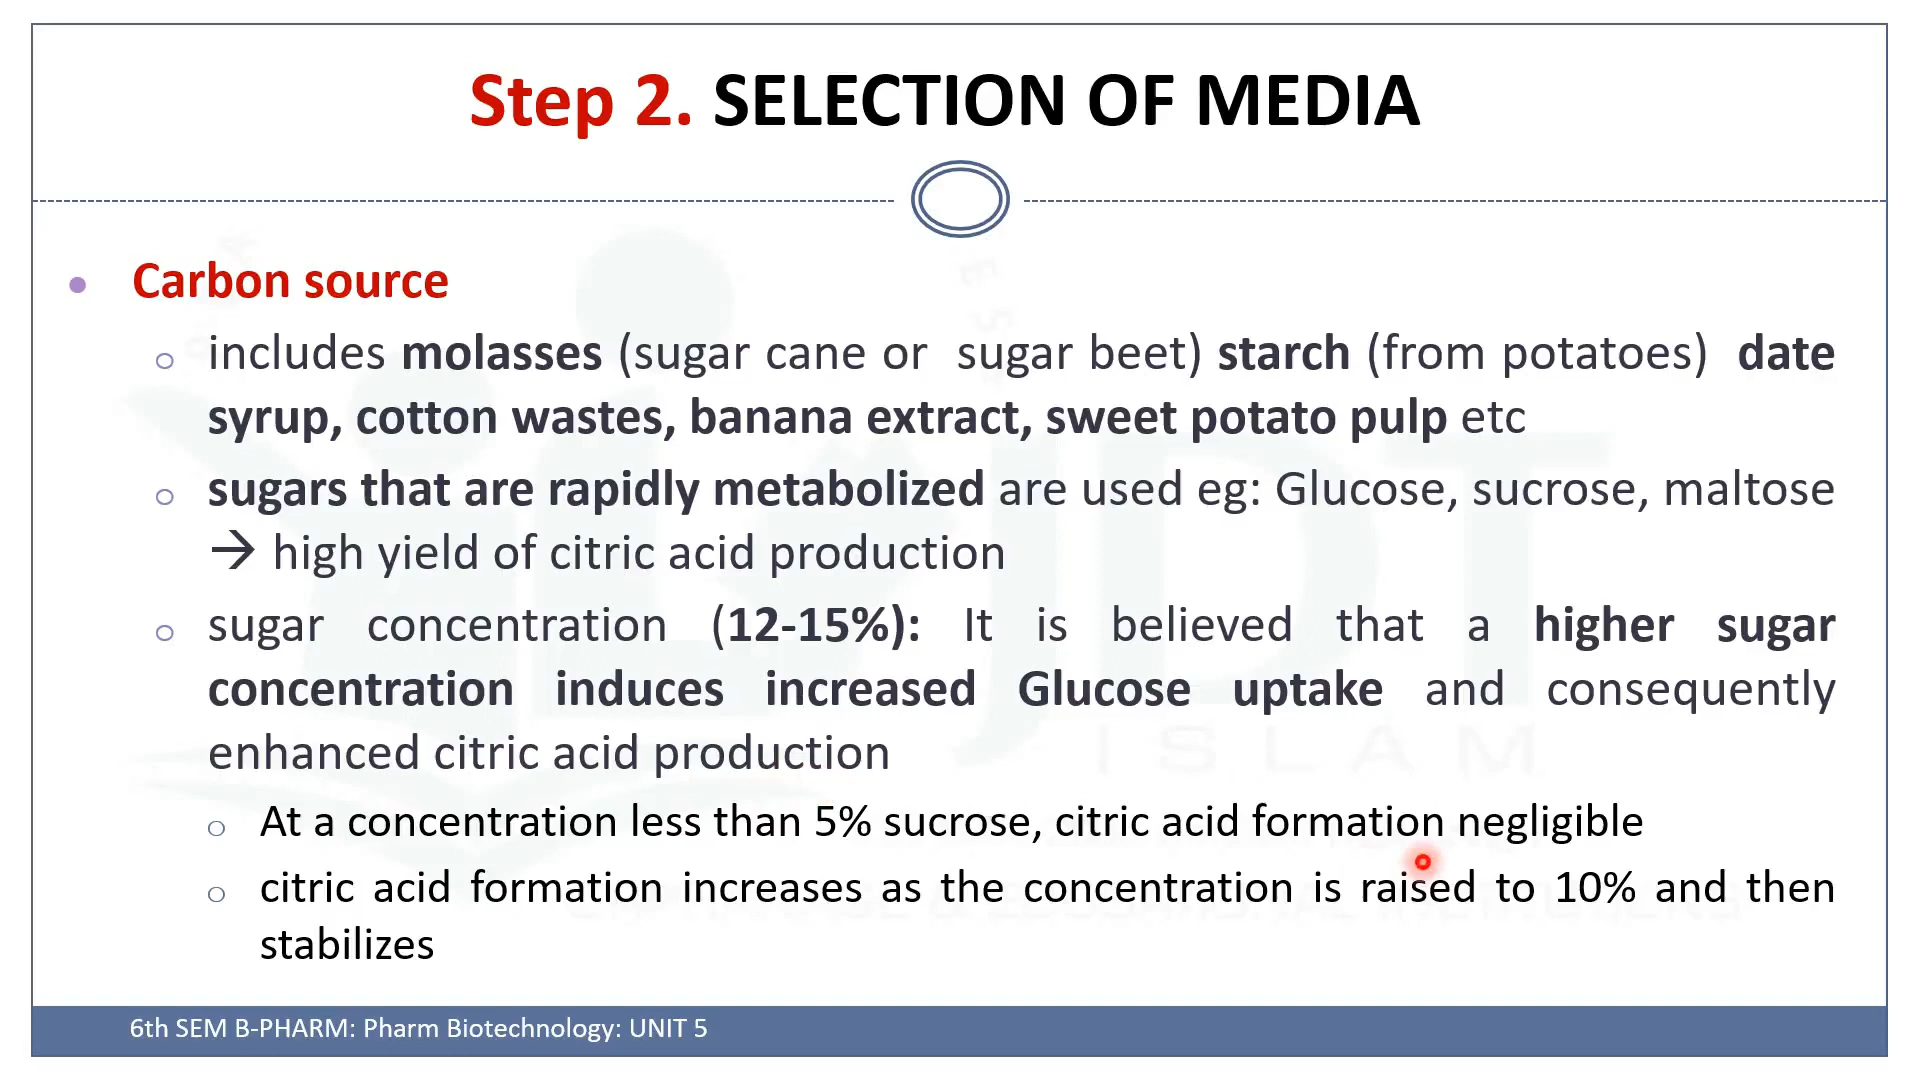 Step 2. SELECTION OF MEDIA
• Carbon source
o includes molasses (sugar cane or sugar beet) starch (from potatoes) date
syrup, cotton wastes, banana extract, sweet potato pulp etc
o sugars that are rapidly metabolized are used eg: Glucose, sucrose, maltose
→ high yield of citric acid production
o sugar concentration (12-15%): It is believed that a higher sugar
concentration induces increased Glucose uptake and consequently
enhanced citric acid production
o At a concentration less than 5% sucrose, citric acid formation negligible
o citric acid formation increases as the concentration is raised to 10% and then
stabilizes
JDT
ISLAM
6th SEM B-PHARM: Pharm Biotechnology: UNIT 5